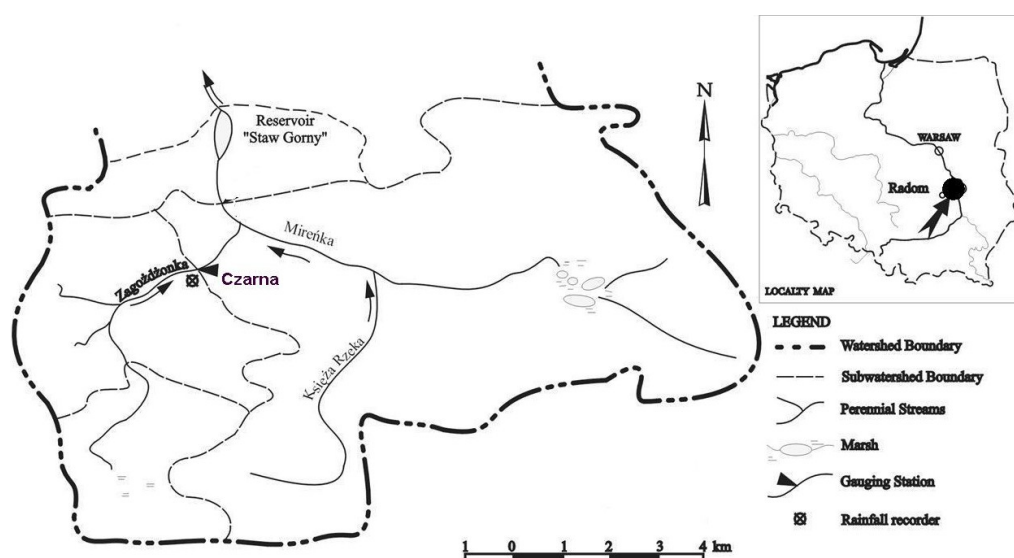 Reservoir
"Staw Gorny"
N
Mireńka
Zagożdżonka
Czarna
Księża Rzeka
1 0 1 2 3 4 km
WARSAW
Radom
LOCALTY MAP
LEGEND
Watershed Boundary
Subwatershed Boundary
Perennial Streams
Marsh
Gauging Station
Rainfall recorder